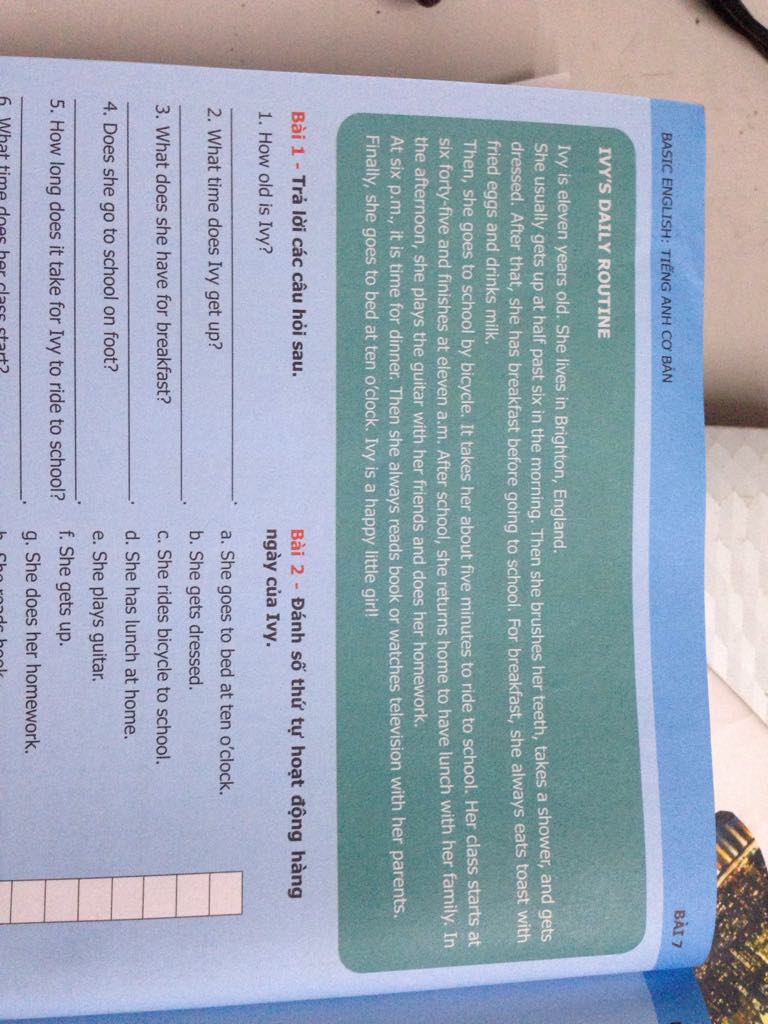 BASIC ENGLISH: TIẾNG ANH CƠ BẢN
BÀI 7
IVY'S DAILY ROUTINE
Ivy is eleven years old. She lives in Brighton, England.
She usually gets up at half past six in the morning. Then she brushes her teeth, takes a shower, and gets
dressed. After that, she has breakfast before going to school. For breakfast, she always eats toast with
fried eggs and drinks milk.
Then, she goes to school by bicycle. It takes her about five minutes to ride to school. Her class starts at
six forty-five and finishes at eleven a.m. After school, she returns home to have lunch with her family. In
the afternoon, she plays the guitar with her friends and does her homework.
At six p.m., it is time for dinner. Then she always reads book or watches television with her parents.
Finally, she goes to bed at ten o'clock. Ivy is a happy little girl!
Bài 1 - Trả lời các câu hỏi sau.
1. How old is Ivy?
2. What time does Ivy get up?
3. What does she have for breakfast?
4. Does she go to school on foot?
5. How long does it take for Ivy to ride to school?
6. What time does her class start?
Bài 2 - Đánh số thứ tự hoạt động hàng
ngày của Ivy.
a. She goes to bed at ten o'clock.
b. She gets dressed.
c. She rides bicycle to school.
d. She has lunch at home.
e. She plays guitar.
f. She gets up.
g. She does her homework.
h. She reads book.